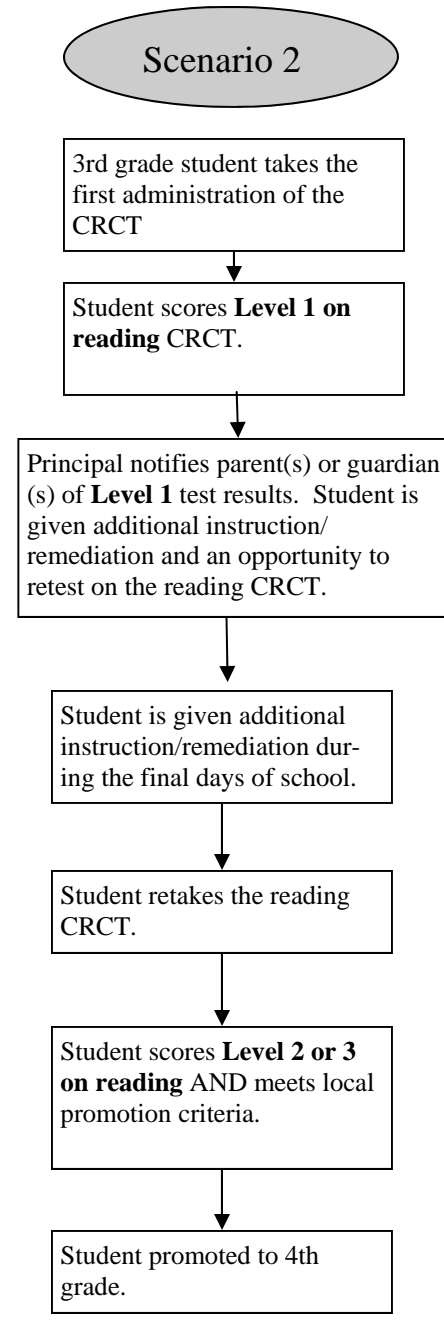 Scenario 2
3rd grade student takes the
first administration of the
CRCT
Student scores Level 1 on
reading CRCT.
Principal notifies parent(s) or guardian
(s) of Level 1 test results.  Student is
given additional instruction/
remediation and an opportunity to
retest on the reading CRCT.
Student is given additional
instruction/remediation dur-
ing the final days of school.
Student retakes the reading
CRCT.
Student scores Level 2 or 3
on reading AND meets local
promotion criteria.
Student promoted to 4th
grade.